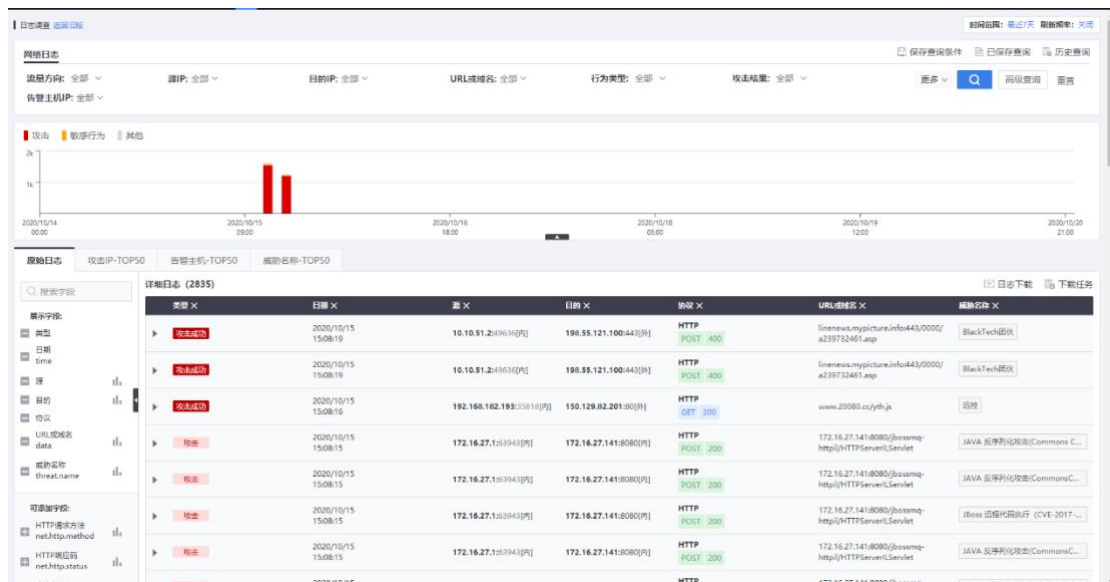 日志调查 返回旧版
时间范围: 最近7天 刷新频率: 关闭
网络日志
保存查询条件 已保存查询 历史查询
流量方向: 全部 源IP: 全部 目的IP: 全部 URL或域名: 全部 行为类型: 全部 攻击结果: 全部 更多 高级查询 重置
告警主机IP: 全部
攻击 敏感行为 其他
2k
1k
2020/10/14 2020/10/15 2020/10/16 2020/10/18 2020/10/19 2020/10/20
00:00 09:00 18:00 03:00 12:00 21:00
原始日志 攻击IP-TOP50 告警主机-TOP50 威胁名称-TOP50
搜索字段
展示字段:
类型
日期
time
源
目的
协议
URL或域名
data
威胁名称
threat.name
可添加字段:
HTTP请求方法
net.http.method
HTTP响应码
net.http.status
详细日志 (2835) 日志下载 下载任务
类型 日期 源 目的 协议 URL或域名 威胁名称
攻击成功 2020/10/15 15:08:19 10.10.51.2:49636[内] 198.55.121.100:443[外] HTTP POST 400 linenews.mypicture.info:443/0000/a239732461.asp BlackTech团伙
攻击成功 2020/10/15 15:08:19 10.10.51.2:49636[内] 198.55.121.100:443[外] HTTP POST 400 linenews.mypicture.info:443/0000/a239732461.asp BlackTech团伙
攻击成功 2020/10/15 15:08:16 192.168.182.193:35818[内] 150.129.82.201:80[外] HTTP GET 200 www.20080.cc/yth.js 远控
攻击 2020/10/15 15:08:15 172.16.27.1:63943[内] 172.16.27.141:8080[内] HTTP POST 200 172.16.27.141:8080/jbossmq-httpil/HTTPServerILServlet JAVA 反序列化攻击(Commons C...
攻击 2020/10/15 15:08:15 172.16.27.1:63943[内] 172.16.27.141:8080[内] HTTP POST 200 172.16.27.141:8080/jbossmq-httpil/HTTPServerILServlet JAVA 反序列化攻击(CommonsC...
攻击 2020/10/15 15:08:15 172.16.27.1:63943[内] 172.16.27.141:8080[内] HTTP POST 200 172.16.27.141:8080/jbossmq-httpil/HTTPServerILServlet JBoss 远程代码执行 (CVE-2017-...
攻击 2020/10/15 15:08:15 172.16.27.1:63943[内] 172.16.27.141:8080[内] HTTP POST 200 172.16.27.141:8080/jbossmq-httpil/HTTPServerILServlet JAVA 反序列化攻击(CommonsC...